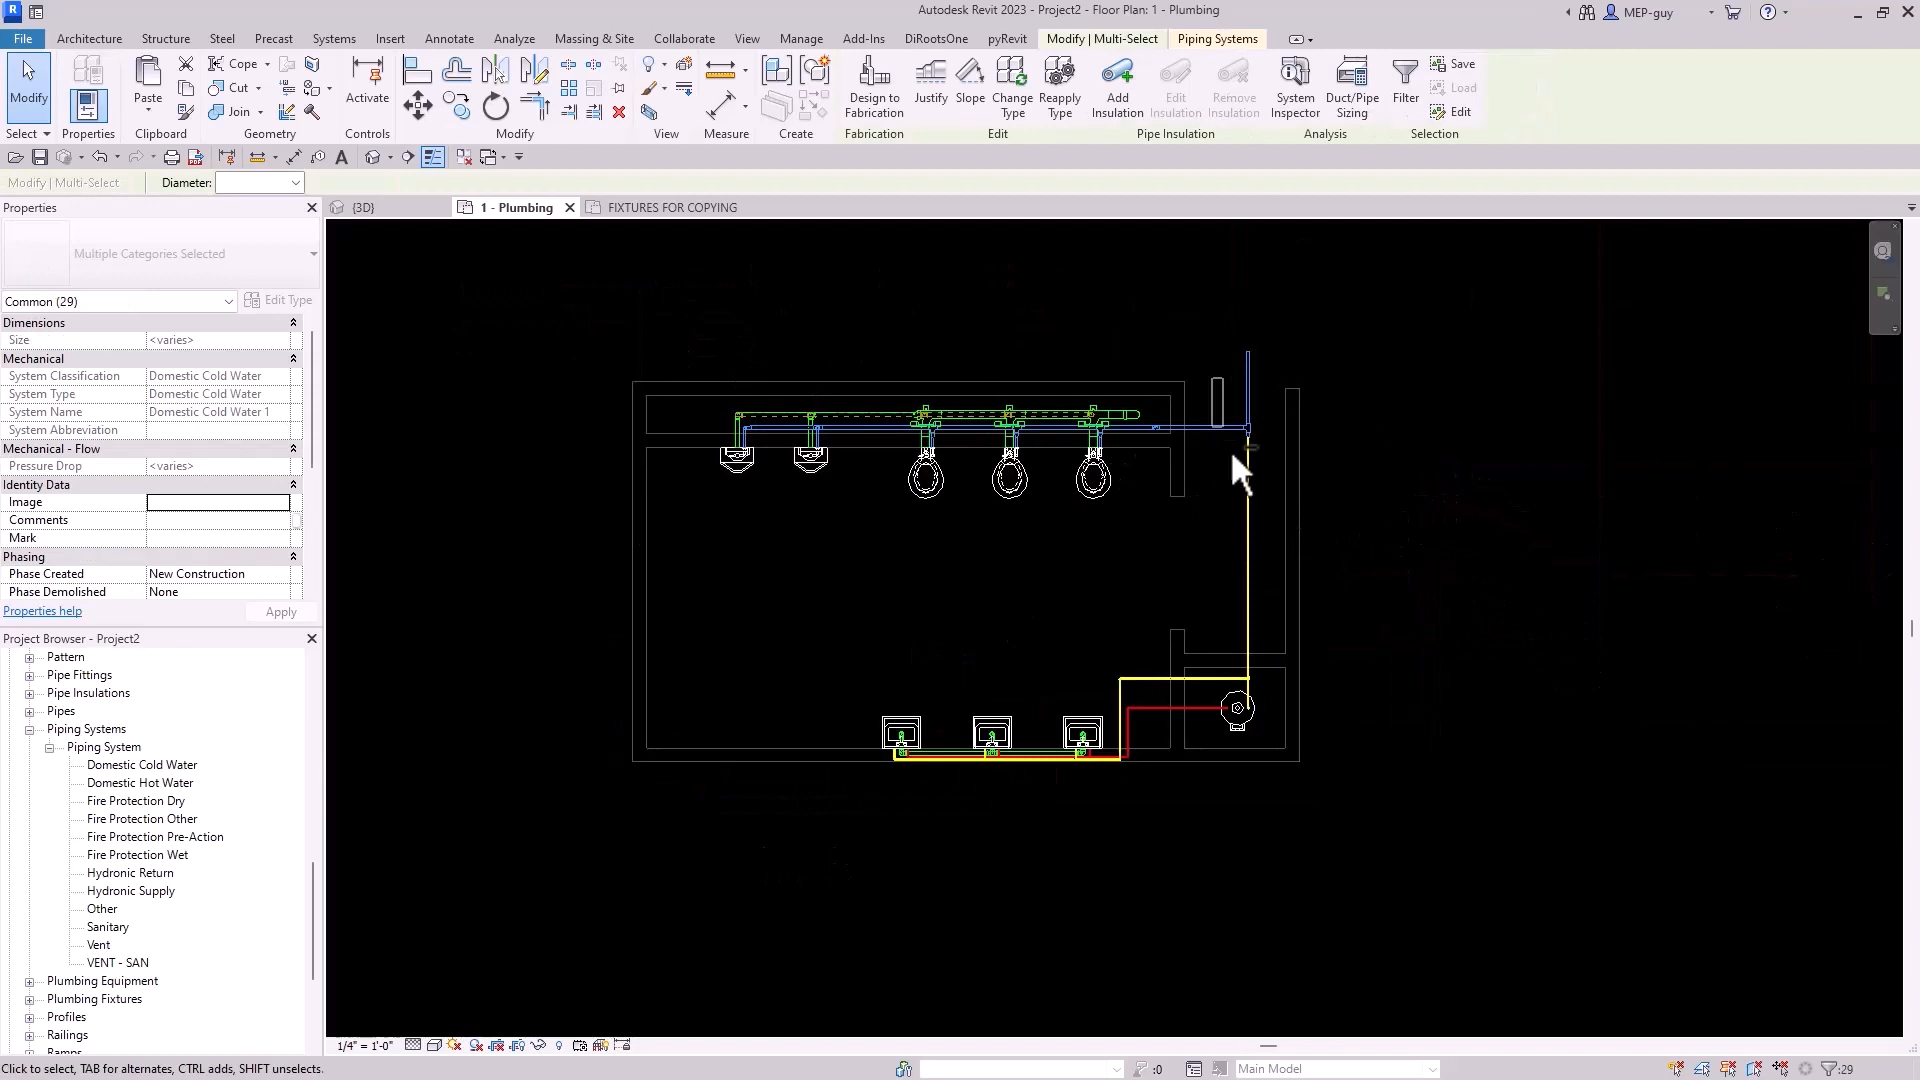 Autodesk Revit 2023 - Project2 - Floor Plan: 1 - Plumbing
MEP-guy
File Architecture Structure Steel Precast Systems Insert Annotate Analyze Massing & Site Collaborate View Manage Add-Ins DiRootsOne pyRevit Modify | Multi-Select Piping Systems
Modify
Paste
Cope
Cut
Join
Activate
Design to Fabrication
Justify
Slope
Change Type
Reapply Type
Add Insulation
Edit Insulation
Remove Insulation
System Inspector
Duct/Pipe Sizing
Filter
Save
Load
Edit
Select Properties Clipboard Geometry Controls Modify View Measure Create Fabrication Edit Pipe Insulation Analysis Selection
Modify | Multi-Select Diameter:
Properties
{3D} 1 - Plumbing FIXTURES FOR COPYING
Multiple Categories Selected
Common (29) Edit Type
Dimensions
Size <varies>
Mechanical
System Classification Domestic Cold Water
System Type Domestic Cold Water
System Name Domestic Cold Water 1
System Abbreviation
Mechanical - Flow
Pressure Drop <varies>
Identity Data
Image
Comments
Mark
Phasing
Phase Created New Construction
Phase Demolished None
Properties help Apply
Project Browser - Project2
Pattern
Pipe Fittings
Pipe Insulations
Pipes
Piping Systems
Piping System
Domestic Cold Water
Domestic Hot Water
Fire Protection Dry
Fire Protection Other
Fire Protection Pre-Action
Fire Protection Wet
Hydronic Return
Hydronic Supply
Other
Sanitary
Vent
VENT - SAN
Plumbing Equipment
Plumbing Fixtures
Profiles
Railings
Ramps
1/4" = 1'-0"
Click to select, TAB for alternates, CTRL adds, SHIFT unselects.
:0
Main Model
:29